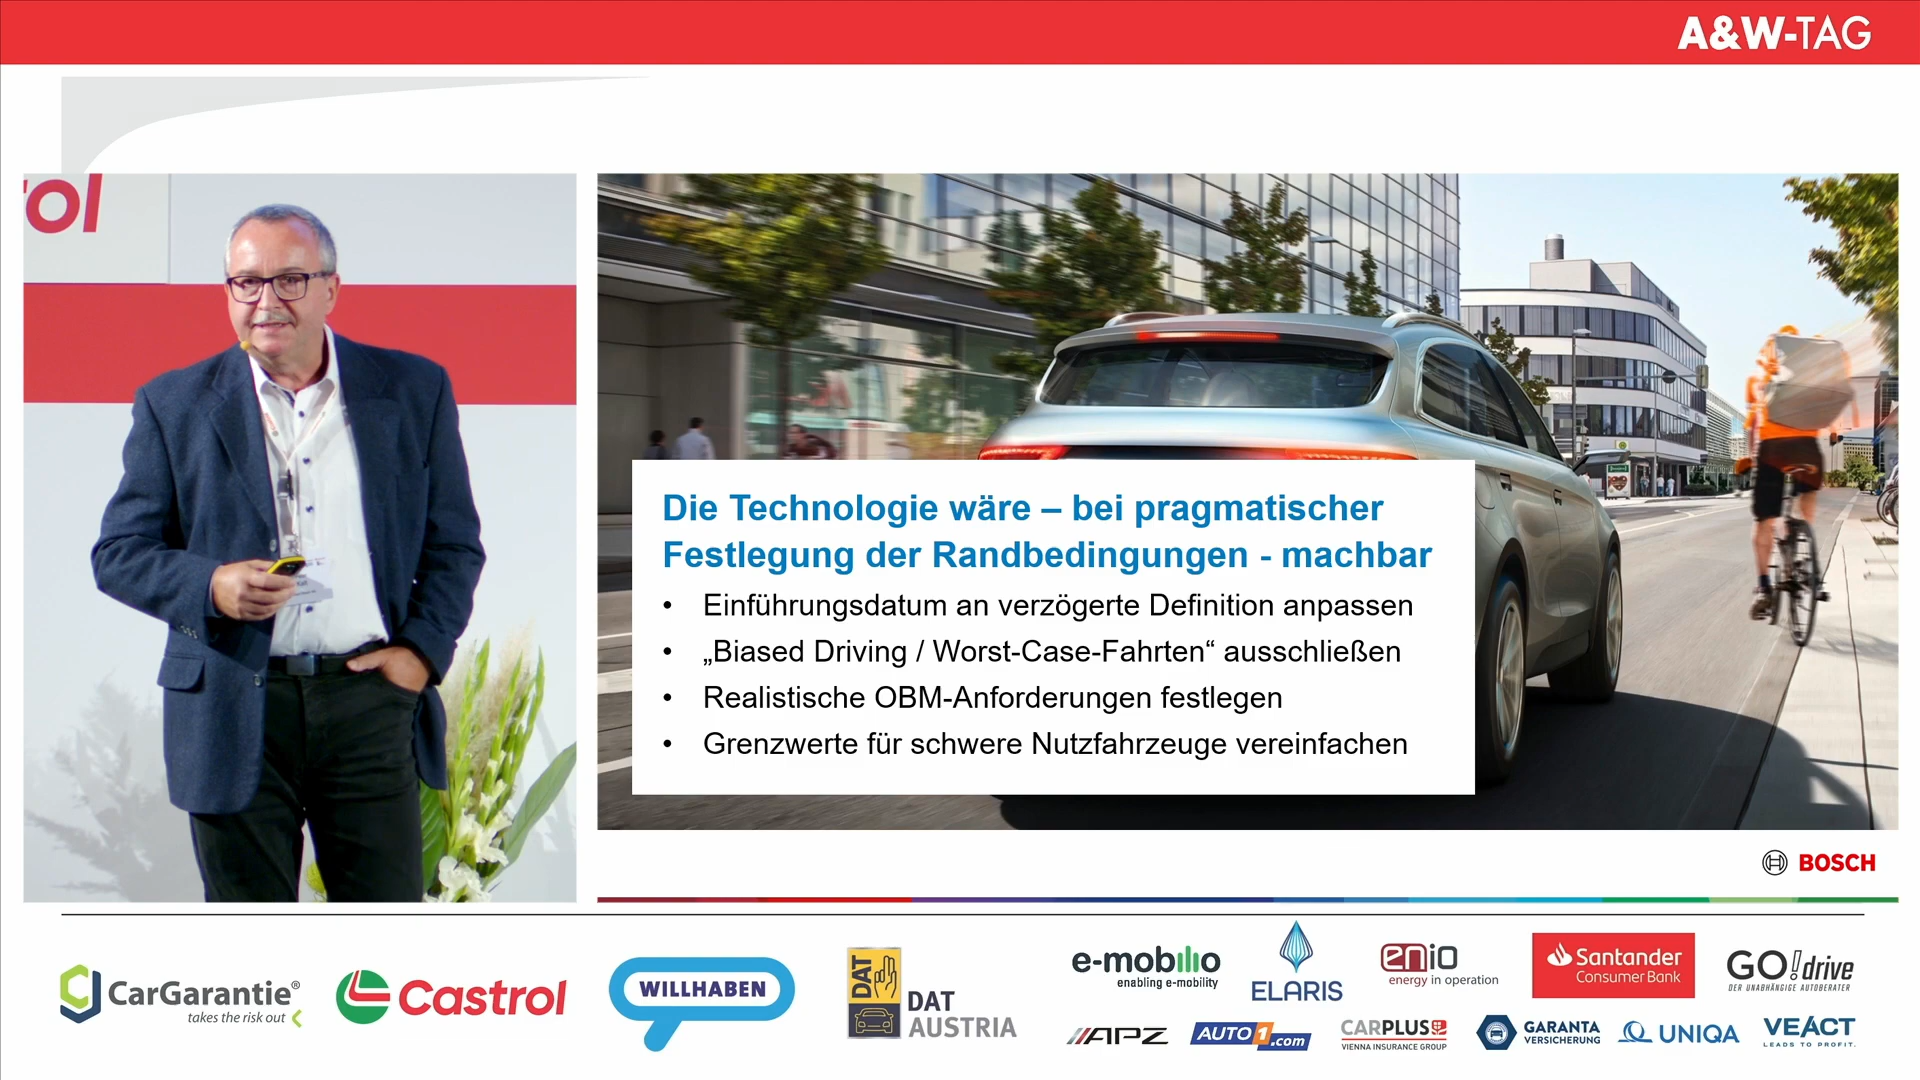 A&W-TAG
rol
Die Technologie wäre – bei pragmatischer
Festlegung der Randbedingungen - machbar
• Einführungsdatum an verzögerte Definition anpassen
• „Biased Driving / Worst-Case-Fahrten“ ausschließen
• Realistische OBM-Anforderungen festlegen
• Grenzwerte für schwere Nutzfahrzeuge vereinfachen
BOSCH
CarGarantie®
takes the risk out
Castrol
WILLHABEN
DAT
DAT
AUSTRIA
e-mobilio
enabling e-mobility
ELARIS
enio
energy in operation
Santander
Consumer Bank
GO!drive
DER UNABHÄNGIGE AUTOBERATER
APZ
AUTO1.com
CARPLUS
VIENNA INSURANCE GROUP
GARANTA
VERSICHERUNG
UNIQA
VEACT
LEADS TO PROFIT.